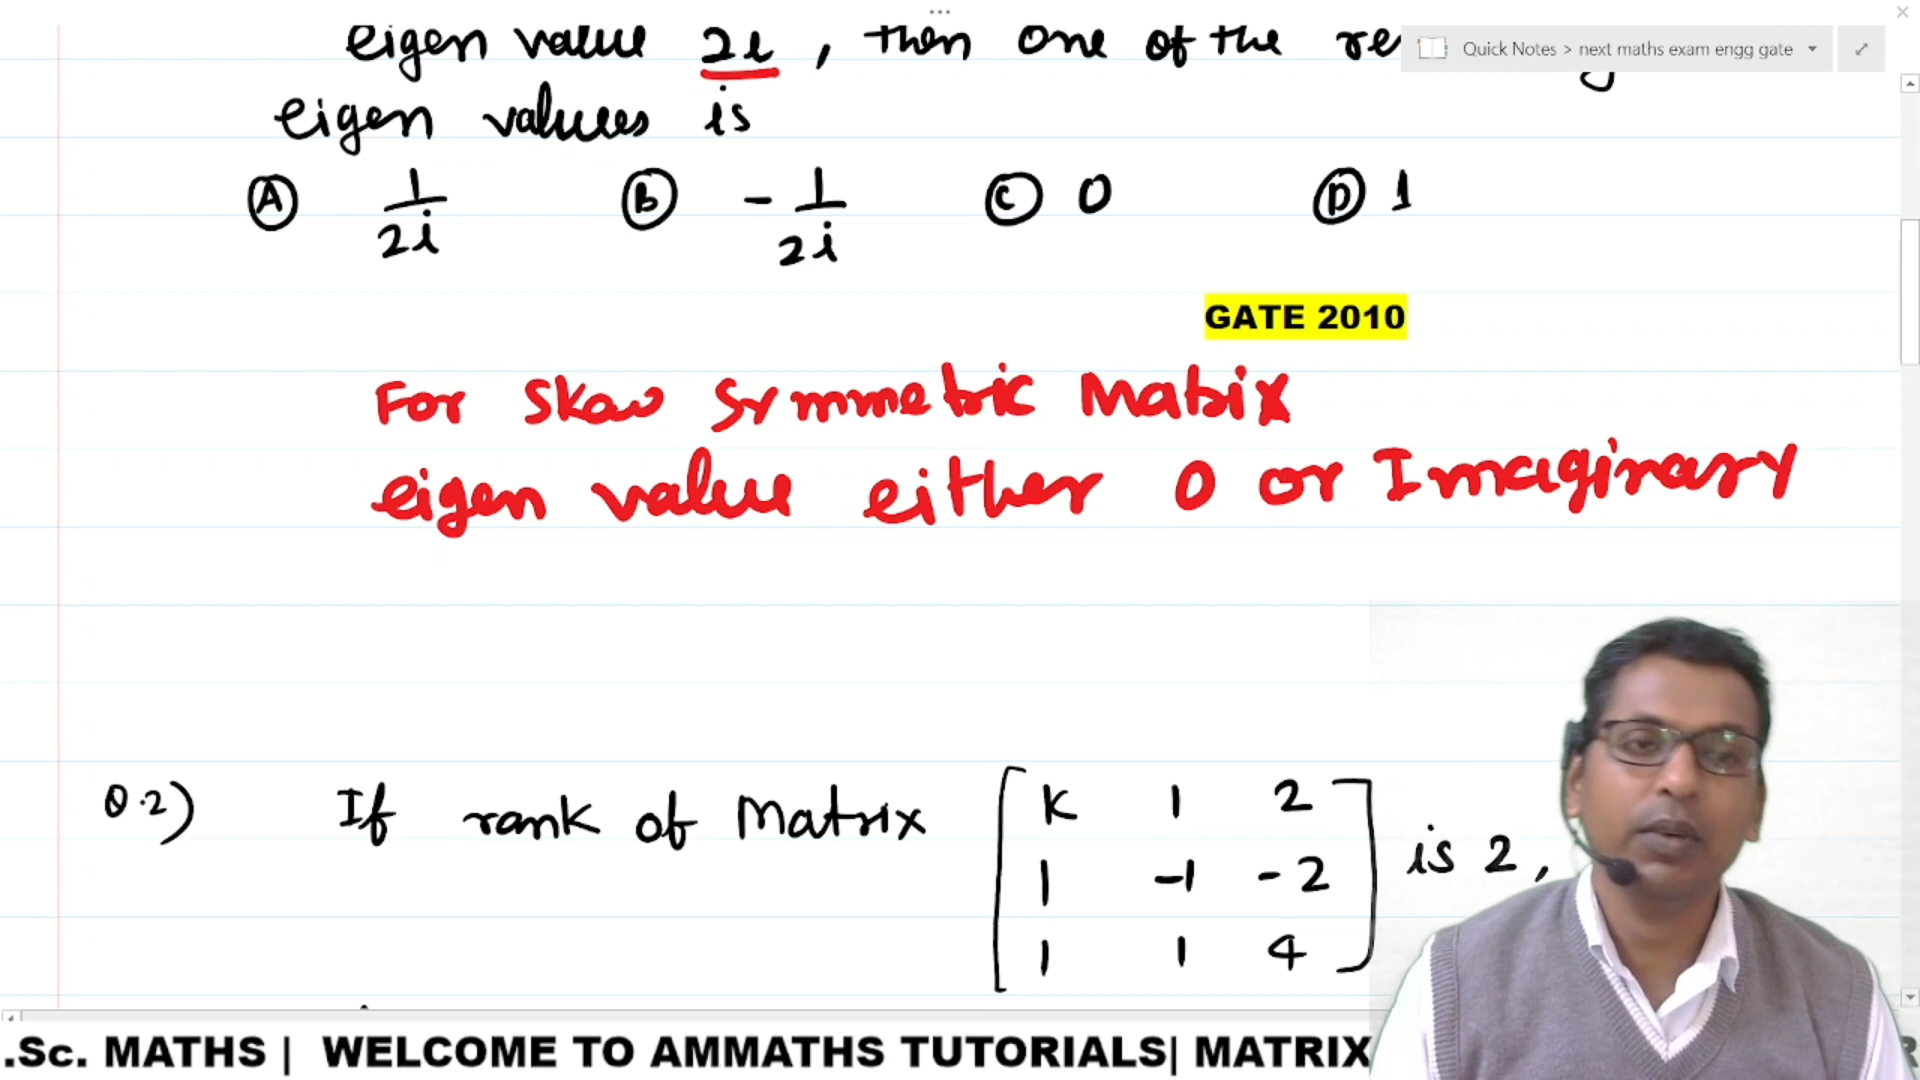 eigen value 2i, then one of the re
Quick Notes > next maths exam engg gate
eigen values is
A 1/2i B - 1/2i C 0 D 1
GATE 2010
For Skew Symmetric Matrix
eigen value either 0 or Imaginary
Q.2) If rank of Matrix [ K 1 2
1 -1 -2
1 1 4 ] is 2,
.Sc. MATHS | WELCOME TO AMMATHS TUTORIALS| MATRIX